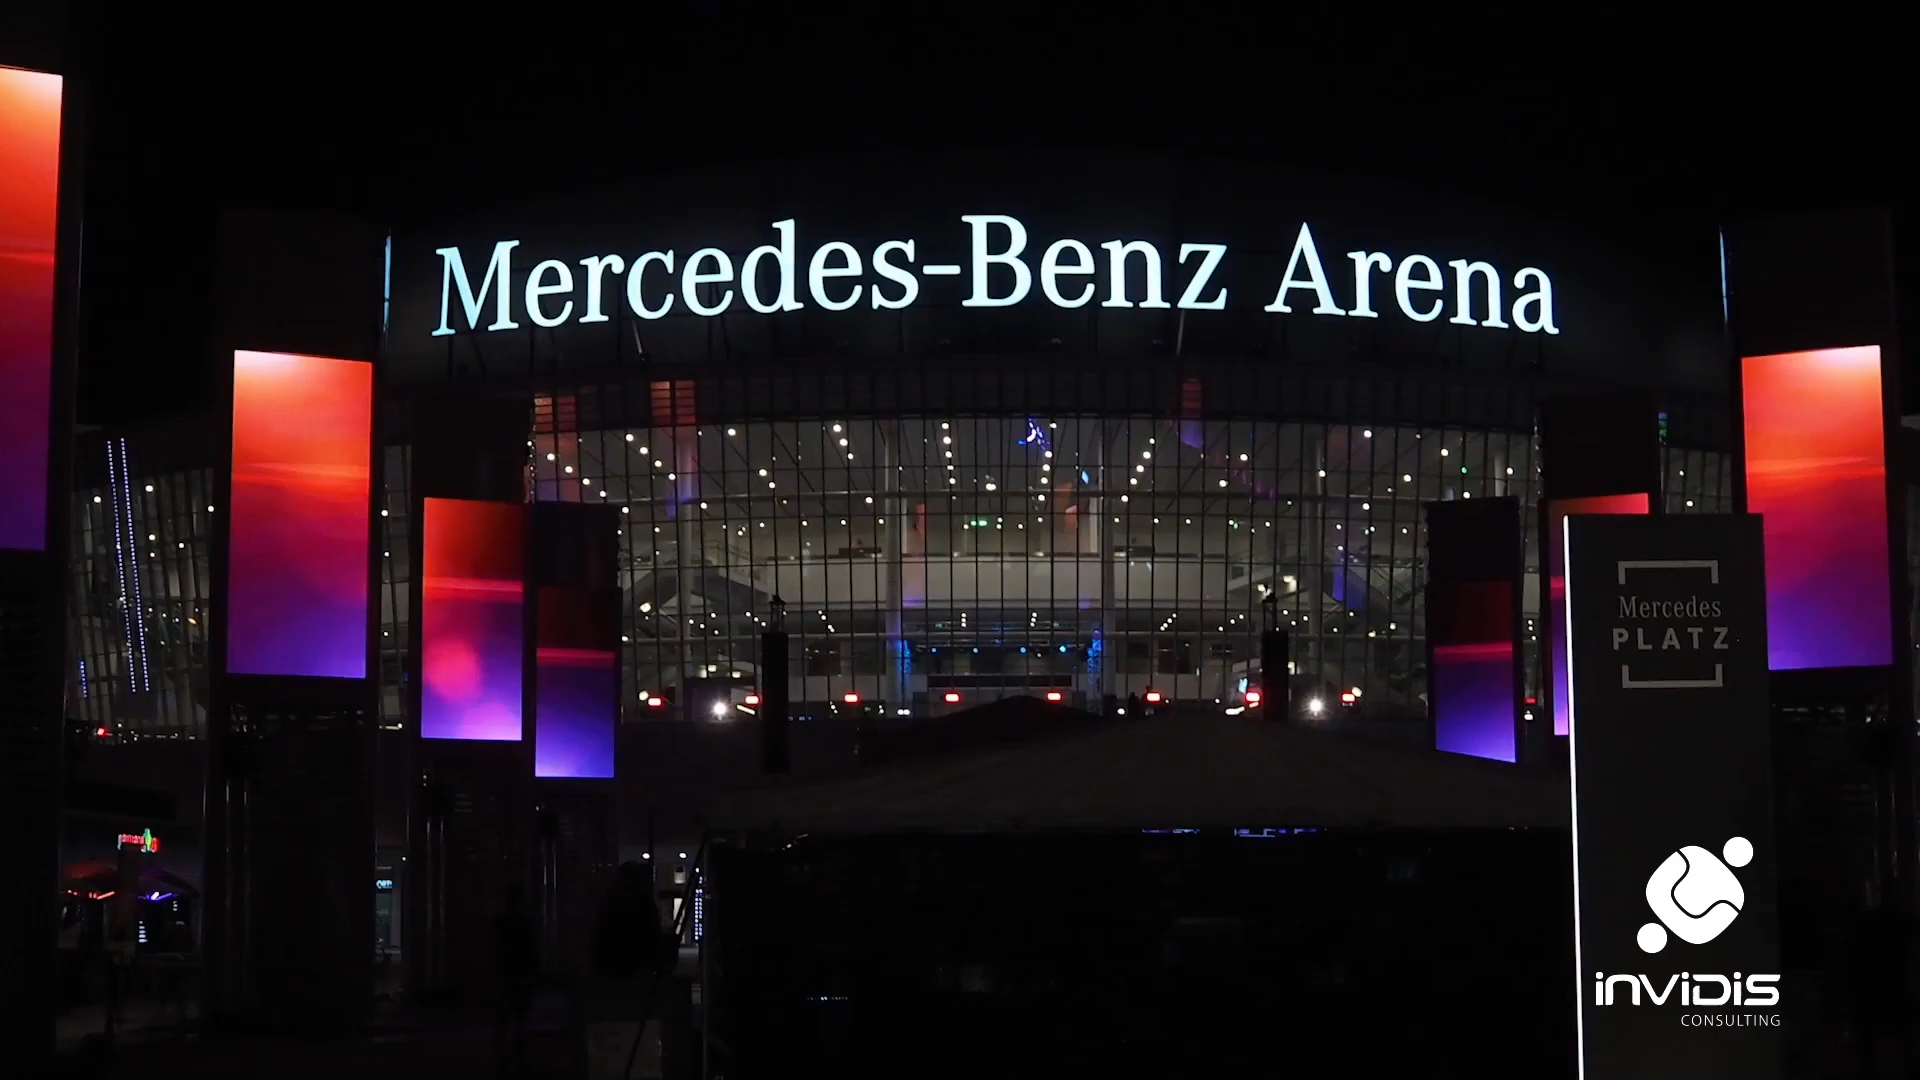 Mercedes-Benz Arena
Mercedes
PLATZ
invidis
CONSULTING